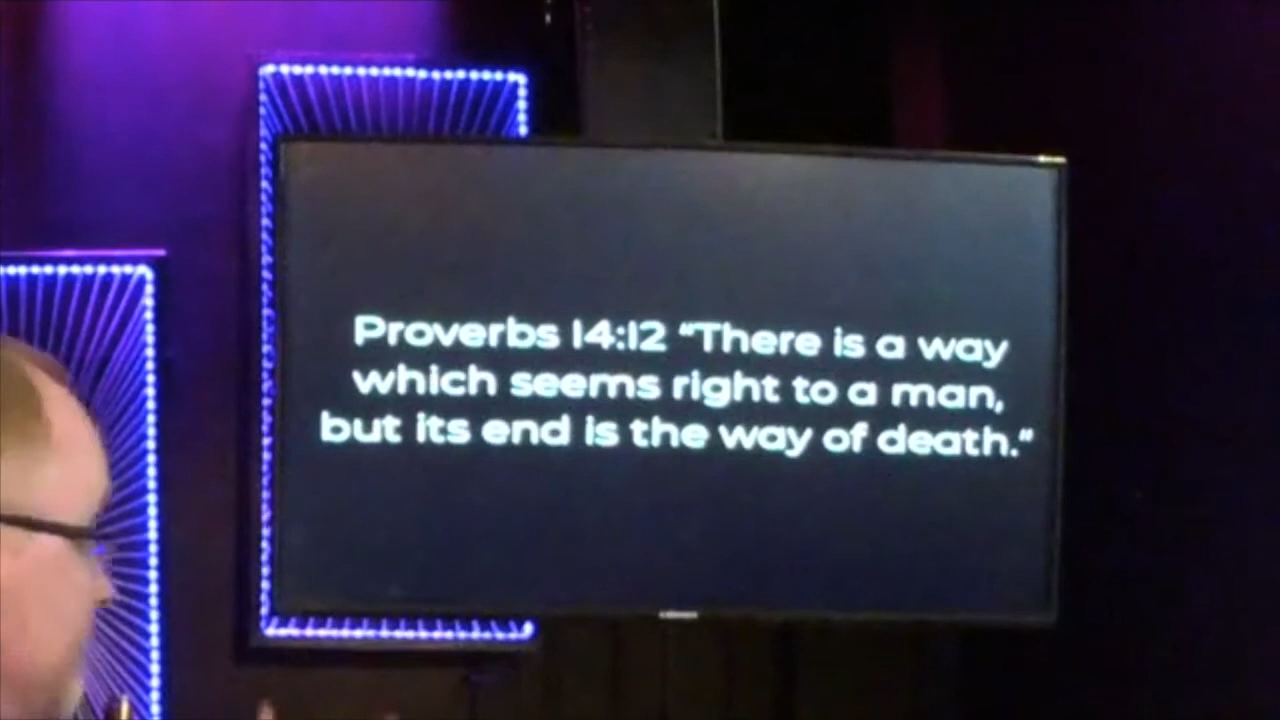 Proverbs 14:12 “There is a way
which seems right to a man,
but its end is the way of death.“